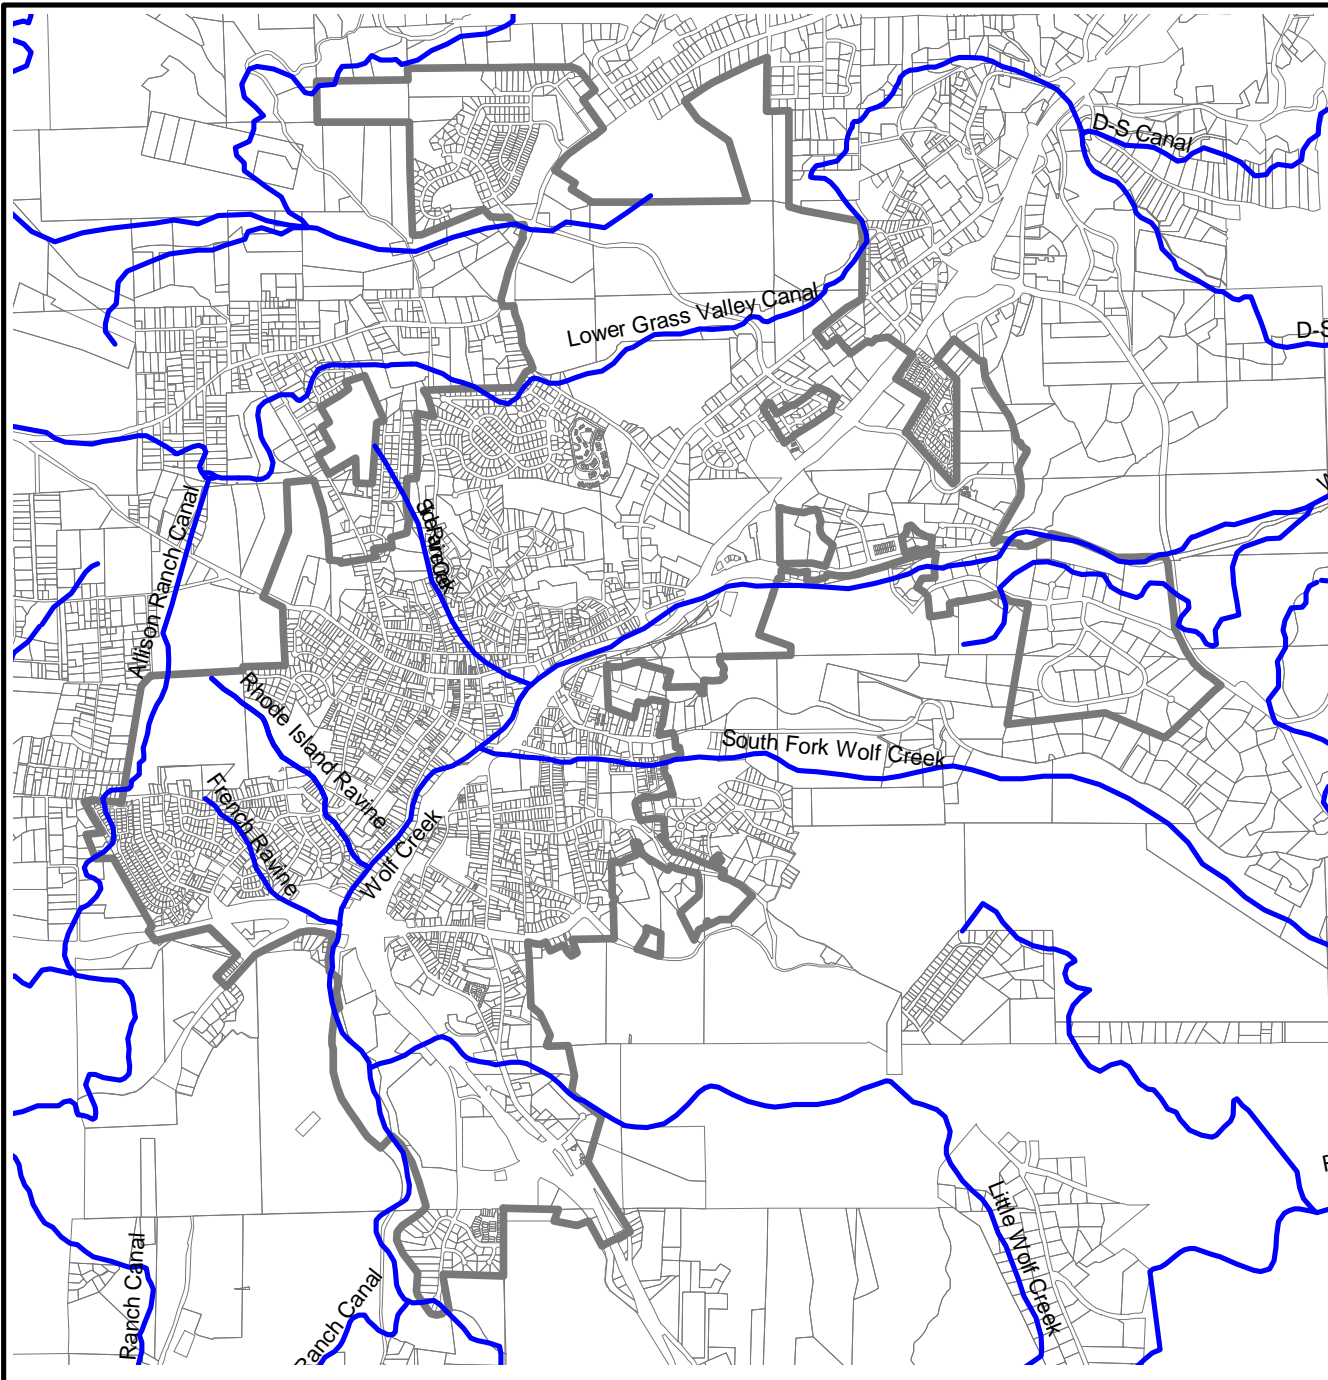 D-S Canal
Lower Grass Valley Canal
D-S
W
Allison Ranch Canal
Rhode Island Ravine
South Fork Wolf Creek
French Ravine
Wolf Creek
Little Wolf Creek
Ranch Canal
Ranch Canal